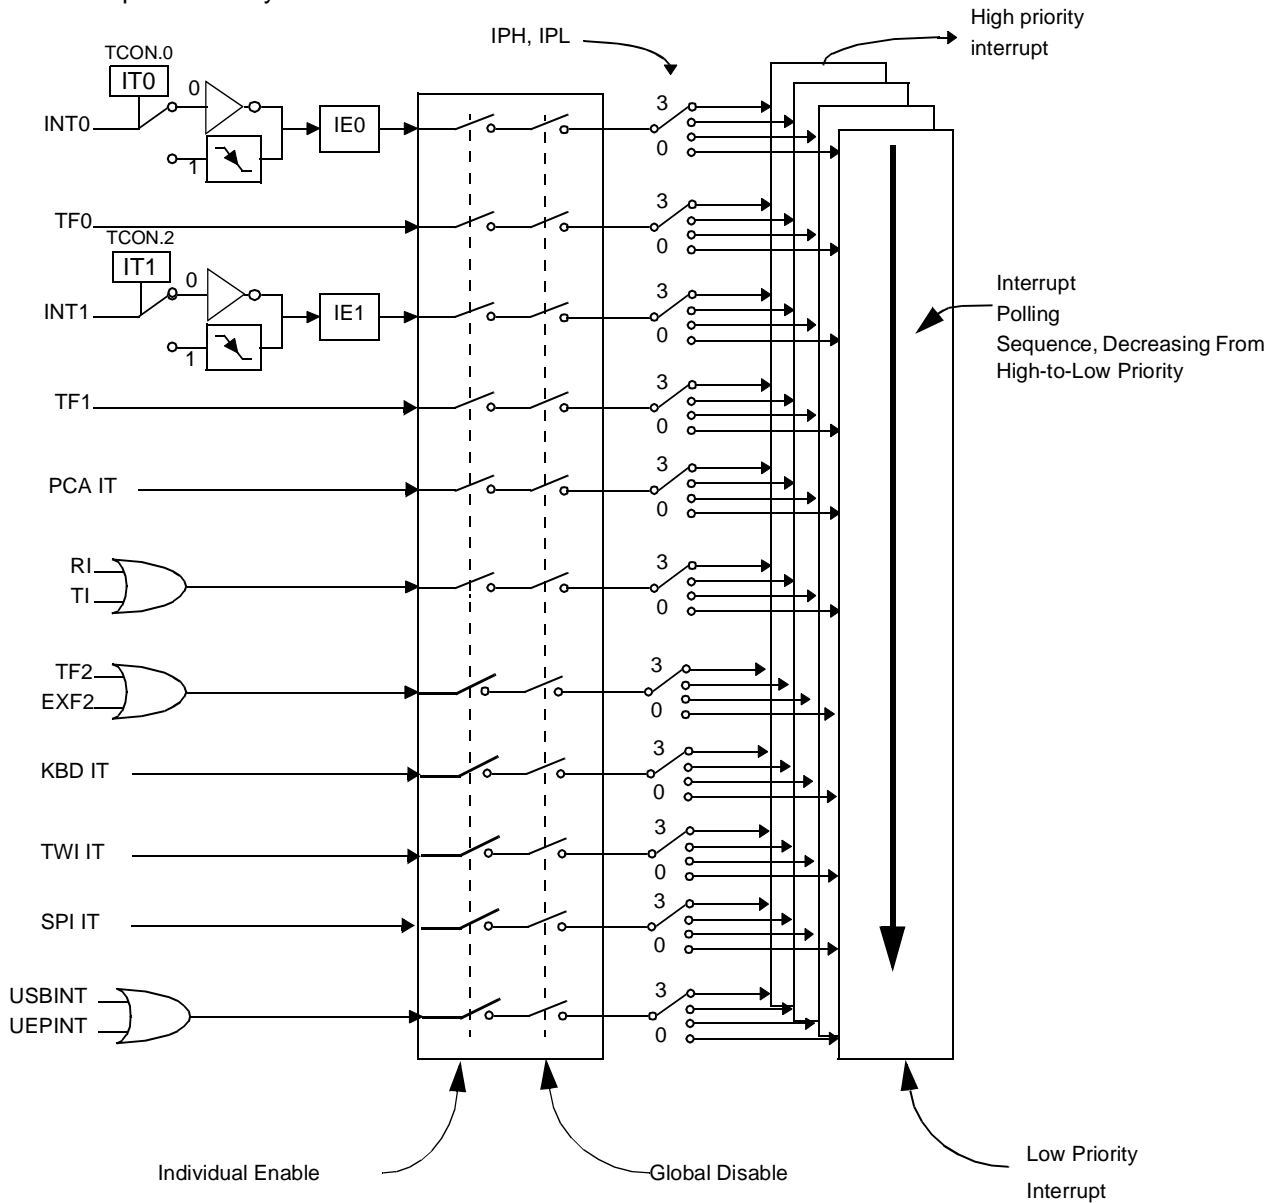 IPH, IPL
High priority
interrupt
TCON.0
IT0
0
INT0
1
IE0
3
0
TF0
3
0
TCON.2
IT1
0
INT1
1
IE1
3
0
Interrupt
Polling
Sequence, Decreasing From
High-to-Low Priority
TF1
3
0
PCA IT
3
0
RI
TI
3
0
TF2
EXF2
3
0
KBD IT
3
0
TWI IT
3
0
SPI IT
3
0
USBINT
UEPINT
3
0
Individual Enable
Global Disable
Low Priority
Interrupt